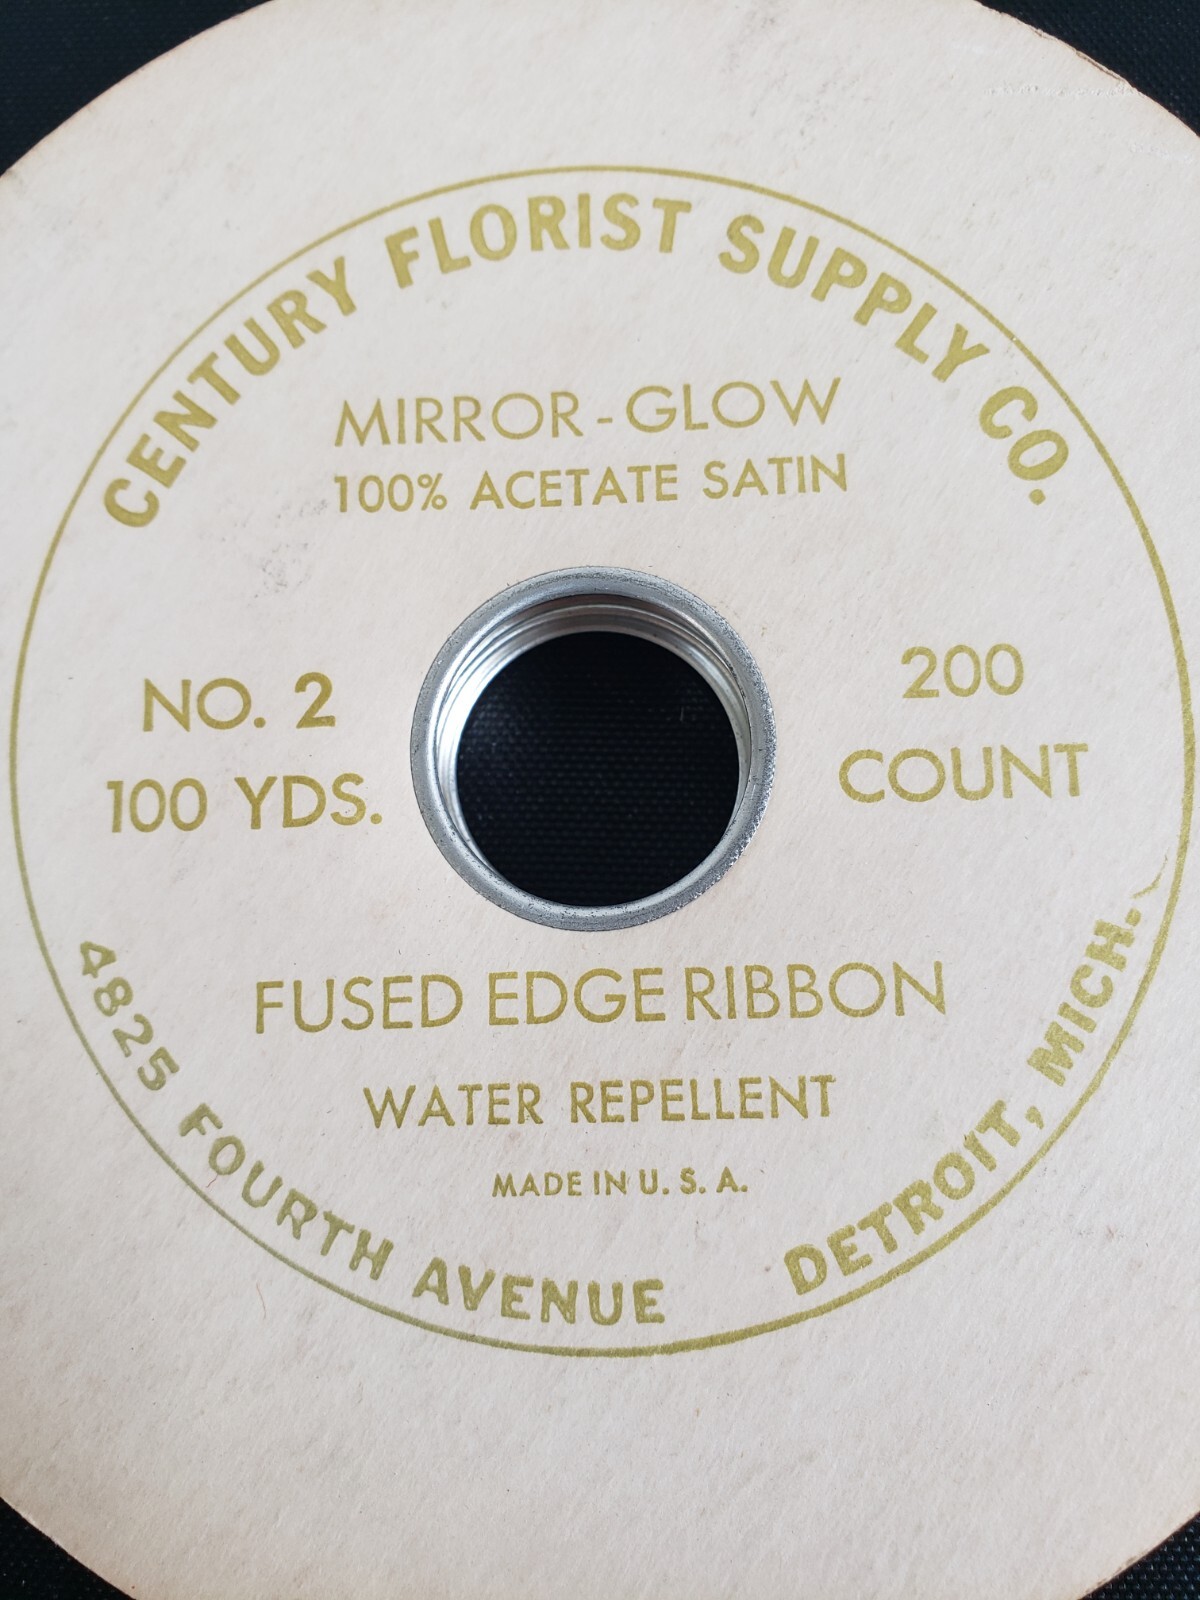 CENTURY FLORIST SUPPLY CO.
MIRROR-GLOW
100% ACETATE SATIN
NO. 2
100 YDS.
200
COUNT
FUSED EDGE RIBBON
WATER REPELLENT
MADE IN U. S. A.
4825 FOURTH AVENUE DETROIT, MICH.